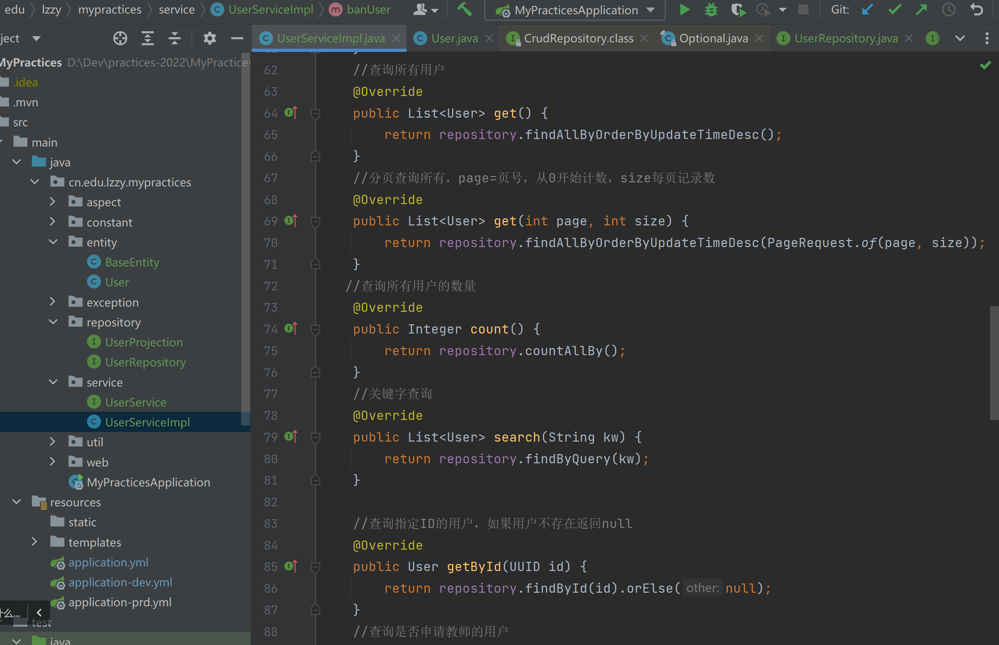 edu lzzy mypractices service UserServiceImpl banUser MyPracticesApplication Git:
ject
UserServiceImpl.java User.java CrudRepository.class Optional.java UserRepository.java
MyPractices D:\Dev\practices-2022\MyPractices
.idea
.mvn
src
main
java
cn.edu.lzzy.mypractices
aspect
constant
entity
BaseEntity
User
exception
repository
UserProjection
UserRepository
service
UserService
UserServiceImpl
util
web
MyPracticesApplication
resources
static
templates
application.yml
application-dev.yml
application-prd.yml
什么...
test
java
62 //查询所有用户
63 @Override
64 public List<User> get() {
65 return repository.findAllByOrderByUpdateTimeDesc();
66 }
67 //分页查询所有，page=页号，从0开始计数，size每页记录数
68 @Override
69 public List<User> get(int page, int size) {
70 return repository.findAllByOrderByUpdateTimeDesc(PageRequest.of(page, size));
71 }
72 //查询所有用户的数量
73 @Override
74 public Integer count() {
75 return repository.countAllBy();
76 }
77 //关键字查询
78 @Override
79 public List<User> search(String kw) {
80 return repository.findByQuery(kw);
81 }
82
83 //查询指定ID的用户，如果用户不存在返回null
84 @Override
85 public User getById(UUID id) {
86 return repository.findById(id).orElse( other: null);
87 }
88 //查询是否申请教师的用户